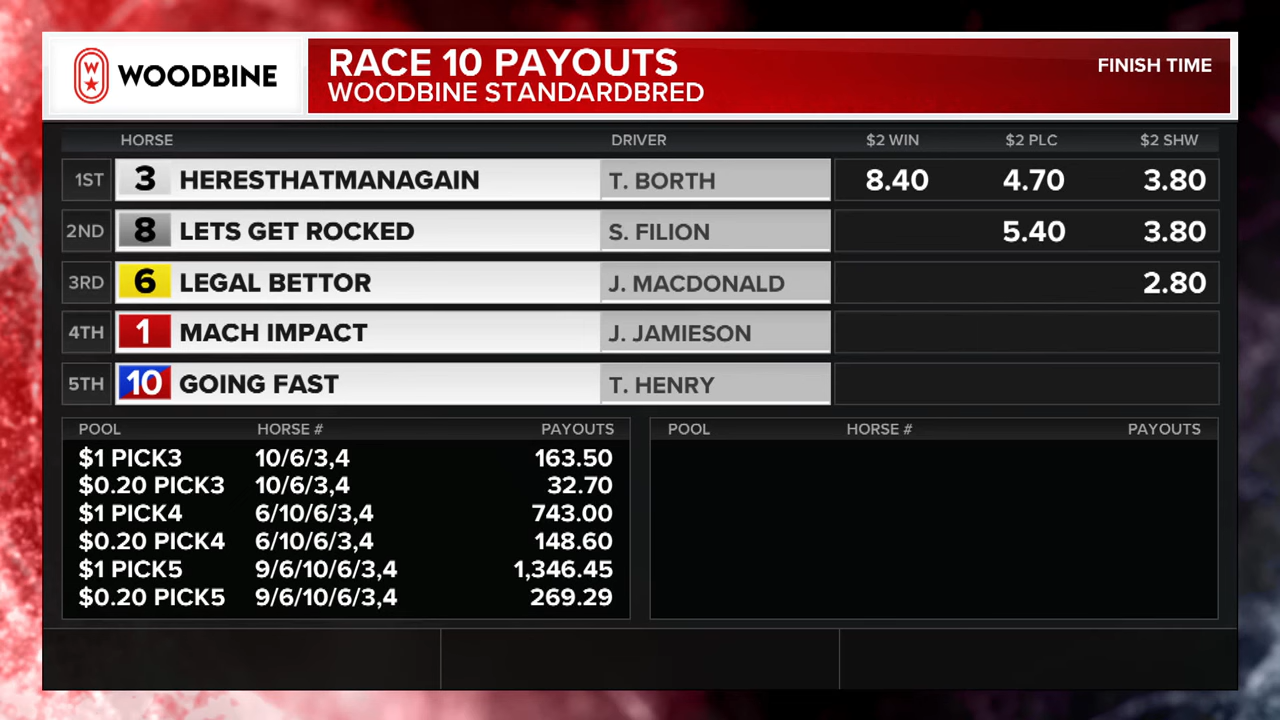 W
WOODBINE
RACE 10 PAYOUTS
WOODBINE STANDARDBRED
FINISH TIME
HORSE DRIVER $2 WIN $2 PLC $2 SHW
1ST 3 HERESTHATMANAGAIN T. BORTH 8.40 4.70 3.80
2ND 8 LETS GET ROCKED S. FILION 5.40 3.80
3RD 6 LEGAL BETTOR J. MACDONALD 2.80
4TH 1 MACH IMPACT J. JAMIESON
5TH 10 GOING FAST T. HENRY
POOL HORSE # PAYOUTS
$1 PICK3 10/6/3,4 163.50
$0.20 PICK3 10/6/3,4 32.70
$1 PICK4 6/10/6/3,4 743.00
$0.20 PICK4 6/10/6/3,4 148.60
$1 PICK5 9/6/10/6/3,4 1,346.45
$0.20 PICK5 9/6/10/6/3,4 269.29
POOL HORSE # PAYOUTS